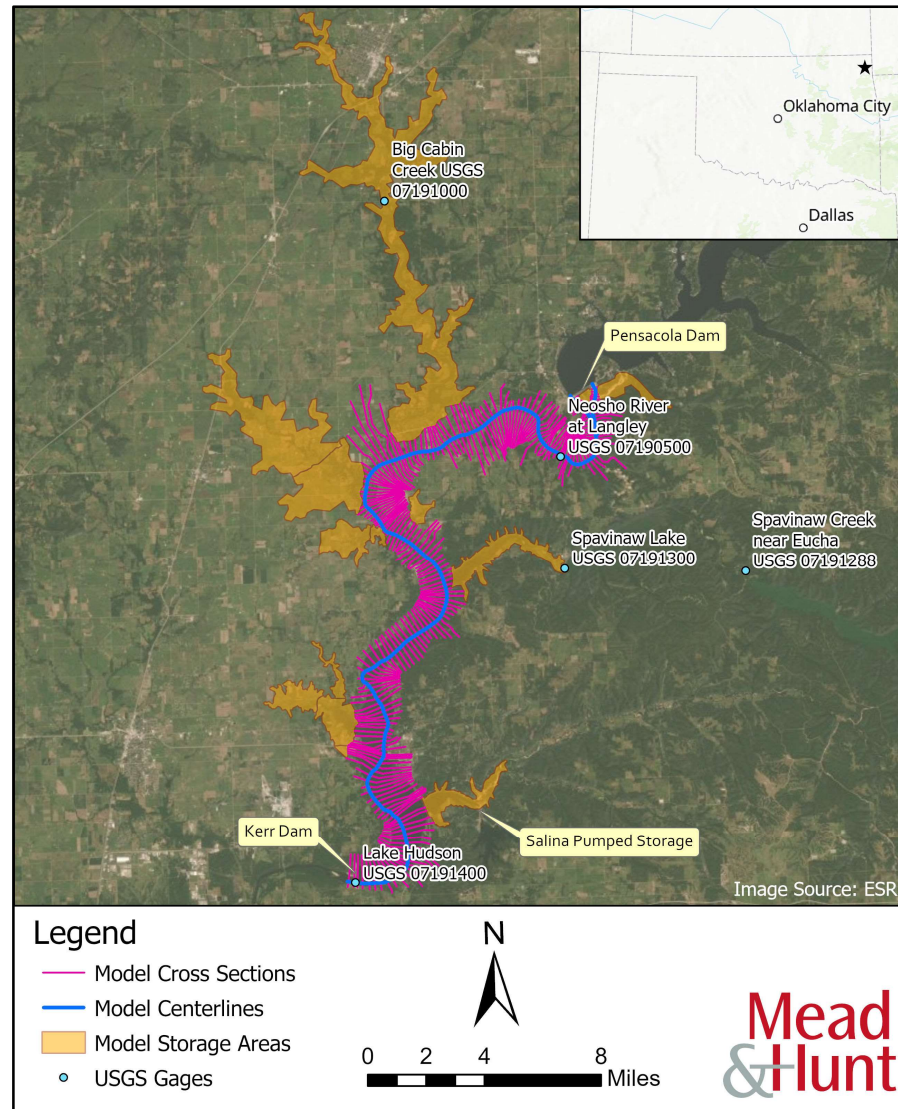 Oklahoma City
Dallas
Big Cabin
Creek USGS
07191000
Pensacola Dam
Neosho River
at Langley
USGS 07190500
Spavinaw Lake
USGS 07191300
Spavinaw Creek
near Eucha
USGS 07191288
Kerr Dam
Lake Hudson
USGS 07191400
Salina Pumped Storage
Image Source: ESR
Legend
Model Cross Sections
Model Centerlines
Model Storage Areas
USGS Gages
N
0 2 4 8
Miles
Mead
&Hunt